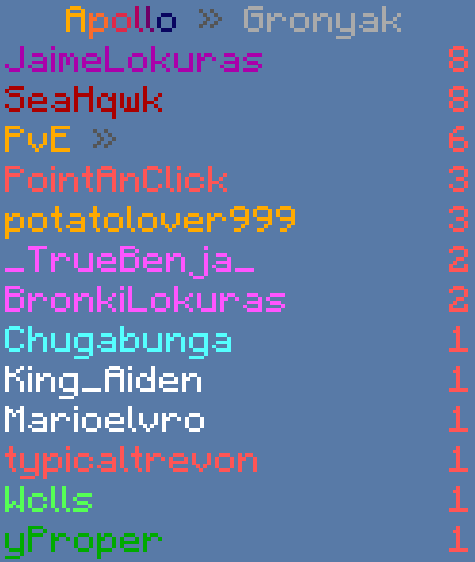 Apollo » Gronyak
JaimeLokuras 8
SeaHqwk 8
PvE » 6
PointAnClick 3
potatolover999 3
_TrueBenja_ 2
BronkiLokuras 2
Chugabunga 1
King_Aiden 1
Marioelvro 1
typicaltrevon 1
Wolls 1
yProper 1